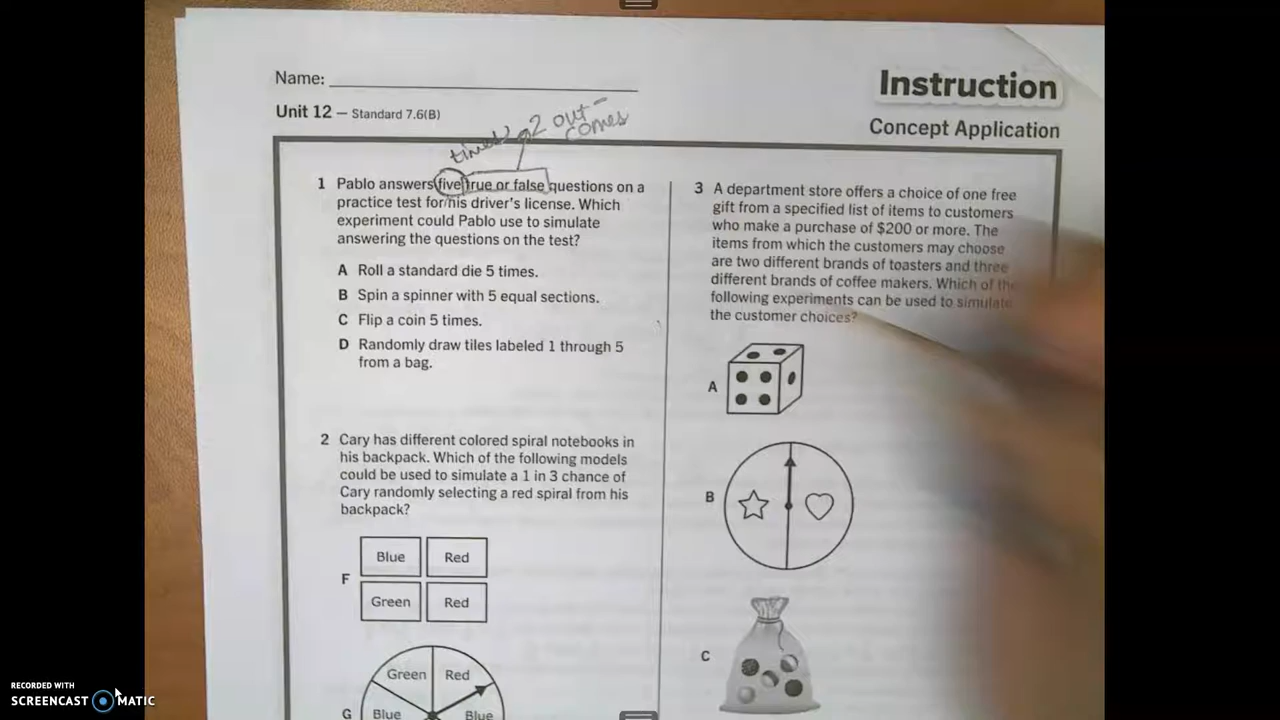 Name:
Instruction
Unit 12 – Standard 7.6(B)
Concept Application
times
2 out-
comes
1 Pablo answers five true or false questions on a
practice test for his driver's license. Which
experiment could Pablo use to simulate
answering the questions on the test?
A Roll a standard die 5 times.
B Spin a spinner with 5 equal sections.
C Flip a coin 5 times.
D Randomly draw tiles labeled 1 through 5
from a bag.
2 Cary has different colored spiral notebooks in
his backpack. Which of the following models
could be used to simulate a 1 in 3 chance of
Cary randomly selecting a red spiral from his
backpack?
F
Blue Red
Green Red
G
Green Red
Blue Blue
3 A department store offers a choice of one free
gift from a specified list of items to customers
who make a purchase of $200 or more. The
items from which the customers may choose
are two different brands of toasters and three
different brands of coffee makers. Which of the
following experiments can be used to simulate
the customer choices?
A
B
C
RECORDED WITH
SCREENCAST MATIC